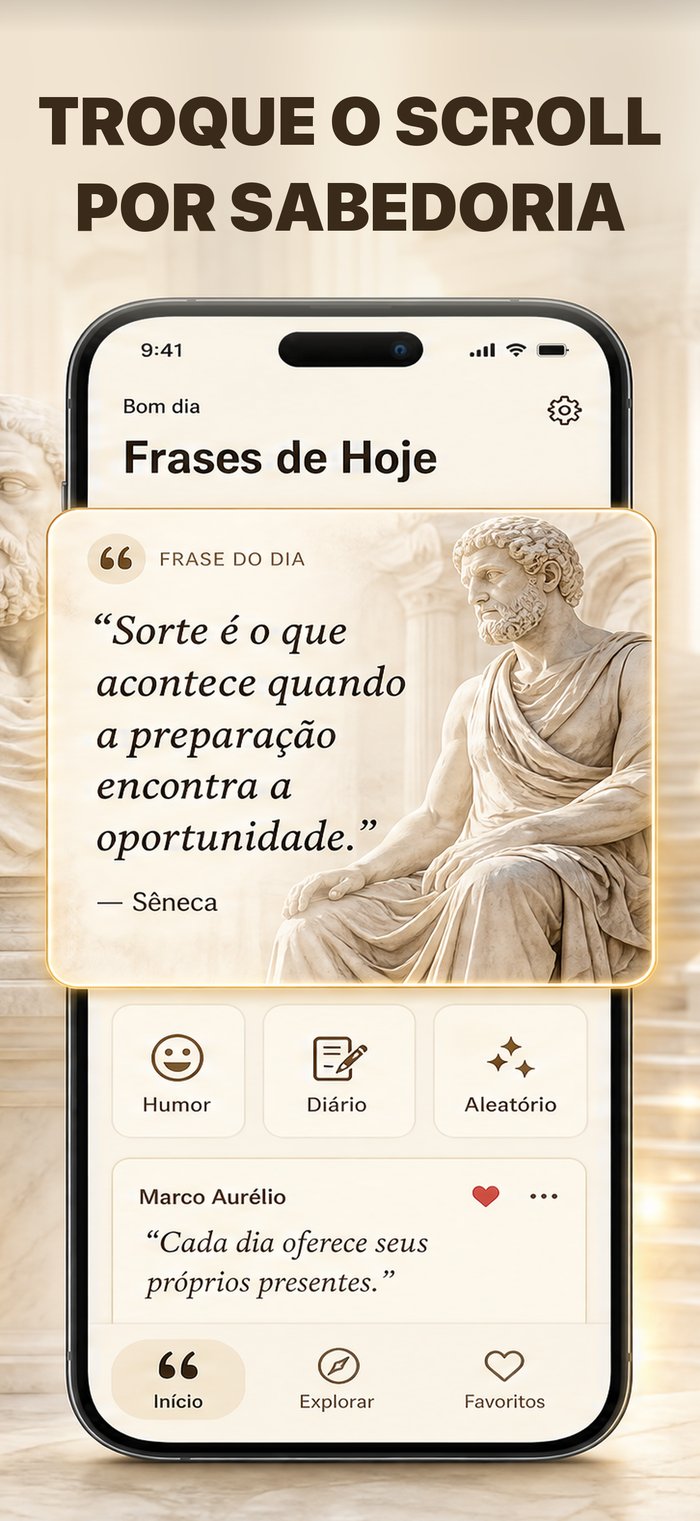 TROQUE O SCROLL
POR SABEDORIA
9:41
Bom dia
Frases de Hoje
FRASE DO DIA
“Sorte é o que
acontece quando
a preparação
encontra a
oportunidade.”
— Sêneca
Humor
Diário
Aleatório
Marco Aurélio
“Cada dia oferece seus
próprios presentes.”
Início
Explorar
Favoritos